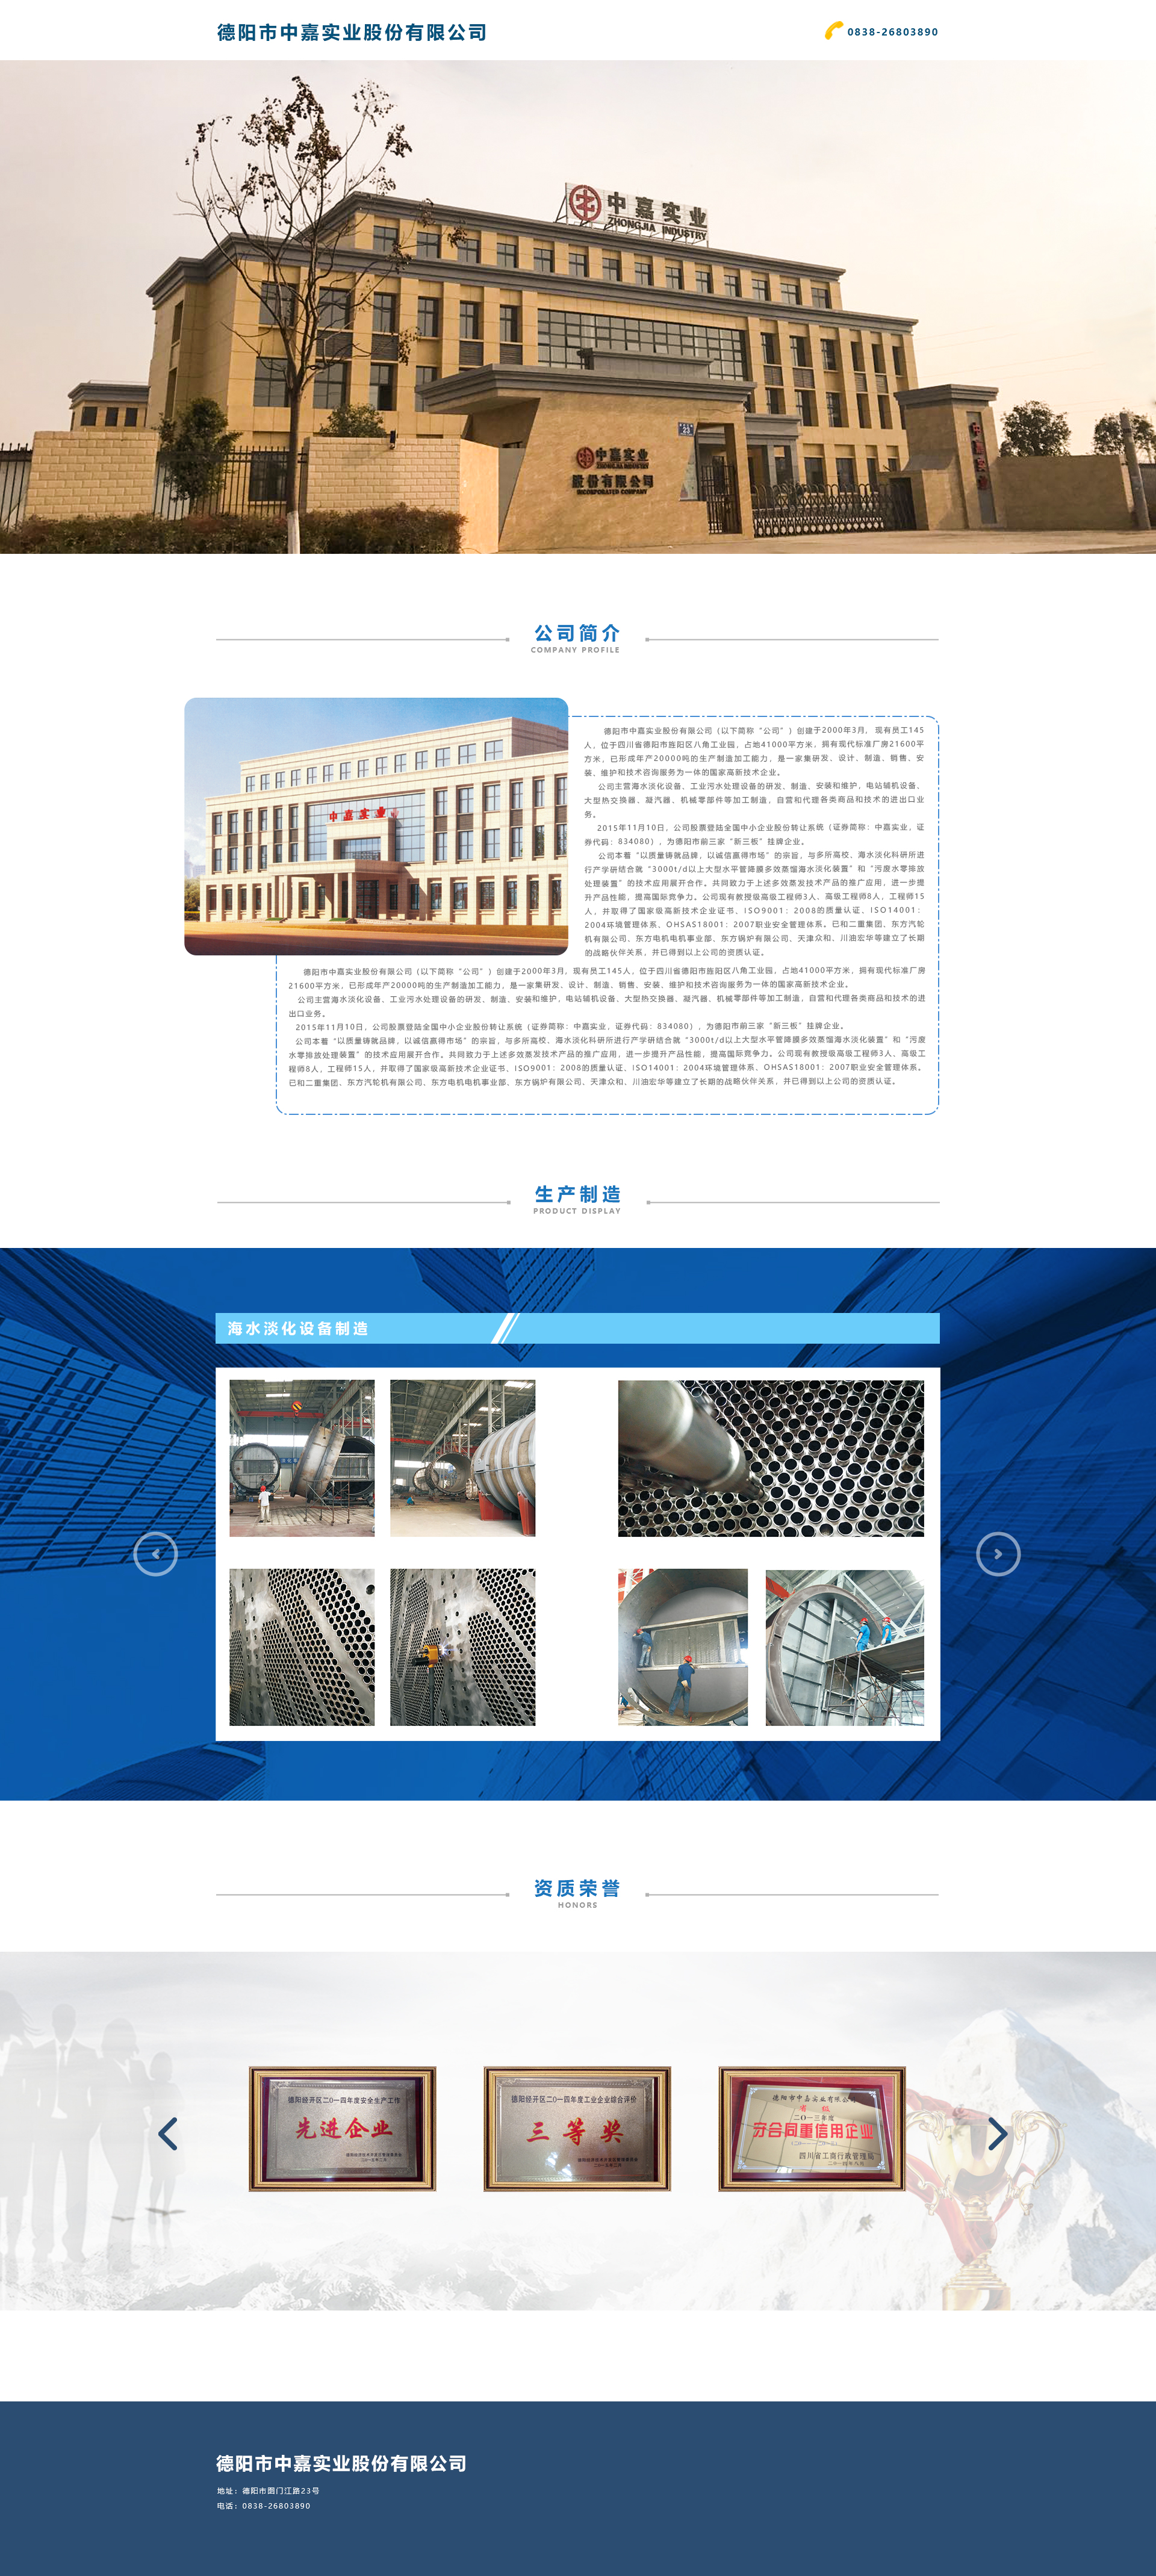 德阳市中嘉实业股份有限公司
0838-26803890
中嘉实业
ZHONGJIA INDUSTRY
中嘉实业
ZHONGJIA INDUSTRY
股份有限公司
INCORPORATED COMPANY
公司简介
COMPANY PROFILE
中嘉实业
德阳市中嘉实业股份有限公司（以下简称“公司”）创建于2000年3月，现有员工145
人，位于四川省德阳市旌阳区八角工业园，占地41000平方米，拥有现代标准厂房21600平
方米，已形成年产20000吨的生产制造加工能力，是一家集研发、设计、制造、销售、安
装、维护和技术咨询服务为一体的国家高新技术企业。
公司主营海水淡化设备、工业污水处理设备的研发、制造、安装和维护，电站辅机设备、
大型热交换器、凝汽器、机械零部件等加工制造，自营和代理各类商品和技术的进出口业
务。
2015年11月10日，公司股票登陆全国中小企业股份转让系统（证券简称：中嘉实业，证
券代码：834080），为德阳市前三家“新三板”挂牌企业。
公司本着“以质量铸就品牌，以诚信赢得市场”的宗旨，与多所高校、海水淡化科研所进
行产学研结合就“3000t/d以上大型水平管降膜多效蒸馏海水淡化装置”和“污废水零排放
处理装置”的技术应用展开合作。共同致力于上述多效蒸发技术产品的推广应用，进一步提
升产品性能，提高国际竞争力。公司现有教授级高级工程师3人、高级工程师8人，工程师15
人，并取得了国家级高新技术企业证书、ISO9001：2008的质量认证、ISO14001：
2004环境管理体系、OHSAS18001：2007职业安全管理体系。已和二重集团、东方汽轮
机有限公司、东方电机电机事业部、东方锅炉有限公司、天津众和、川油宏华等建立了长期
的战略伙伴关系，并已得到以上公司的资质认证。
德阳市中嘉实业股份有限公司（以下简称“公司”）创建于2000年3月，现有员工145人，位于四川省德阳市旌阳区八角工业园，占地41000平方米，拥有现代标准厂房
21600平方米，已形成年产20000吨的生产制造加工能力，是一家集研发、设计、制造、销售、安装、维护和技术咨询服务为一体的国家高新技术企业。
公司主营海水淡化设备、工业污水处理设备的研发、制造、安装和维护，电站辅机设备、大型热交换器、凝汽器、机械零部件等加工制造，自营和代理各类商品和技术的进
出口业务。
2015年11月10日，公司股票登陆全国中小企业股份转让系统（证券简称：中嘉实业，证券代码：834080），为德阳市前三家“新三板”挂牌企业。
公司本着“以质量铸就品牌，以诚信赢得市场”的宗旨，与多所高校、海水淡化科研所进行产学研结合就“3000t/d以上大型水平管降膜多效蒸馏海水淡化装置”和“污废
水零排放处理装置”的技术应用展开合作。共同致力于上述多效蒸发技术产品的推广应用，进一步提升产品性能，提高国际竞争力。公司现有教授级高级工程师3人、高级工
程师8人，工程师15人，并取得了国家级高新技术企业证书、ISO9001：2008的质量认证、ISO14001：2004环境管理体系、OHSAS18001：2007职业安全管理体系。
已和二重集团、东方汽轮机有限公司、东方电机电机事业部、东方锅炉有限公司、天津众和、川油宏华等建立了长期的战略伙伴关系，并已得到以上公司的资质认证。
生产制造
PRODUCT DISPLAY
海水淡化设备制造
资质荣誉
HONORS
德阳经开区二〇一四年度安全生产工作
先进企业
德阳经开区二〇一四年度工业企业综合评价
三等奖
德阳市中嘉实业有限公司
省级
二〇一三年度
守合同重信用企业
四川省工商行政管理局
德阳市中嘉实业股份有限公司
地址：德阳市图门江路23号
电话：0838-26803890